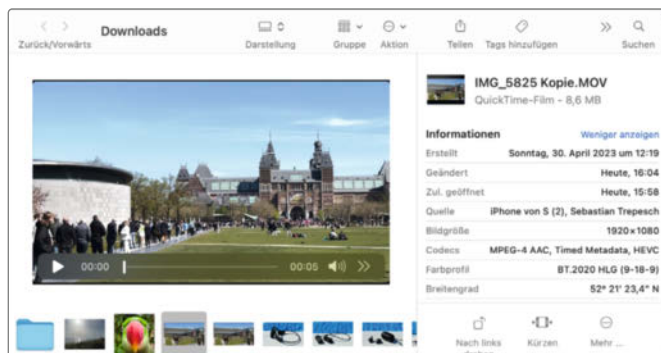 Downloads
Zurück/Vorwärts Darstellung Gruppe Aktion Teilen Tags hinzufügen Suchen
IMG_5825 Kopie.MOV
QuickTime-Film – 8,6 MB
Informationen Weniger anzeigen
Erstellt Sonntag, 30. April 2023 um 12:19
Geändert Heute, 16:04
Zul. geöffnet Heute, 15:58
Quelle iPhone von S (2), Sebastian Trepesch
Bildgröße 1920×1080
Codecs MPEG-4 AAC, Timed Metadata, HEVC
Farbprofil BT.2020 HLG (9-18-9)
Breitengrad 52° 21' 23,4" N
00:00 00:05
Nach links Kürzen Mehr ...